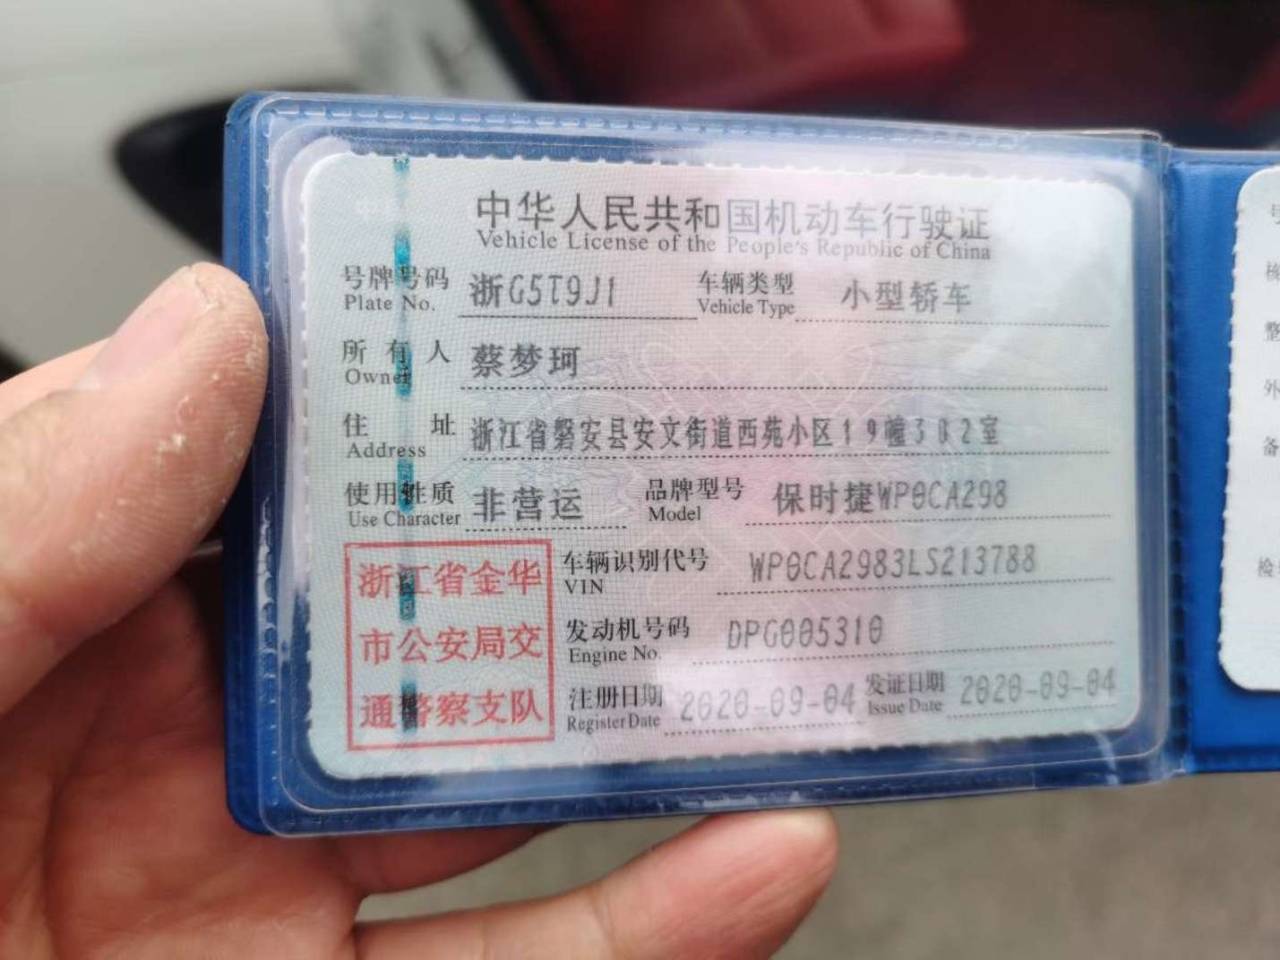 中华人民共和国机动车行驶证
Vehicle License of the People's Republic of China
号牌号码 浙G5T9J1 车辆类型 小型轿车
Plate No. Vehicle Type
所有人 蔡梦珂
Owner
住址 浙江省磐安县安文街道西苑小区19幢302室
Address
使用性质 非营运 品牌型号 保时捷WP0CA298
Use Character Model
浙江省金华
市公安局交
通警察支队
车辆识别代号 WP0CA2983LS213788
VIN
发动机号码 DPG005310
Engine No.
注册日期 2020-09-04 发证日期 2020-09-04
Register Date Issue Date
号
核
整
外
备
检